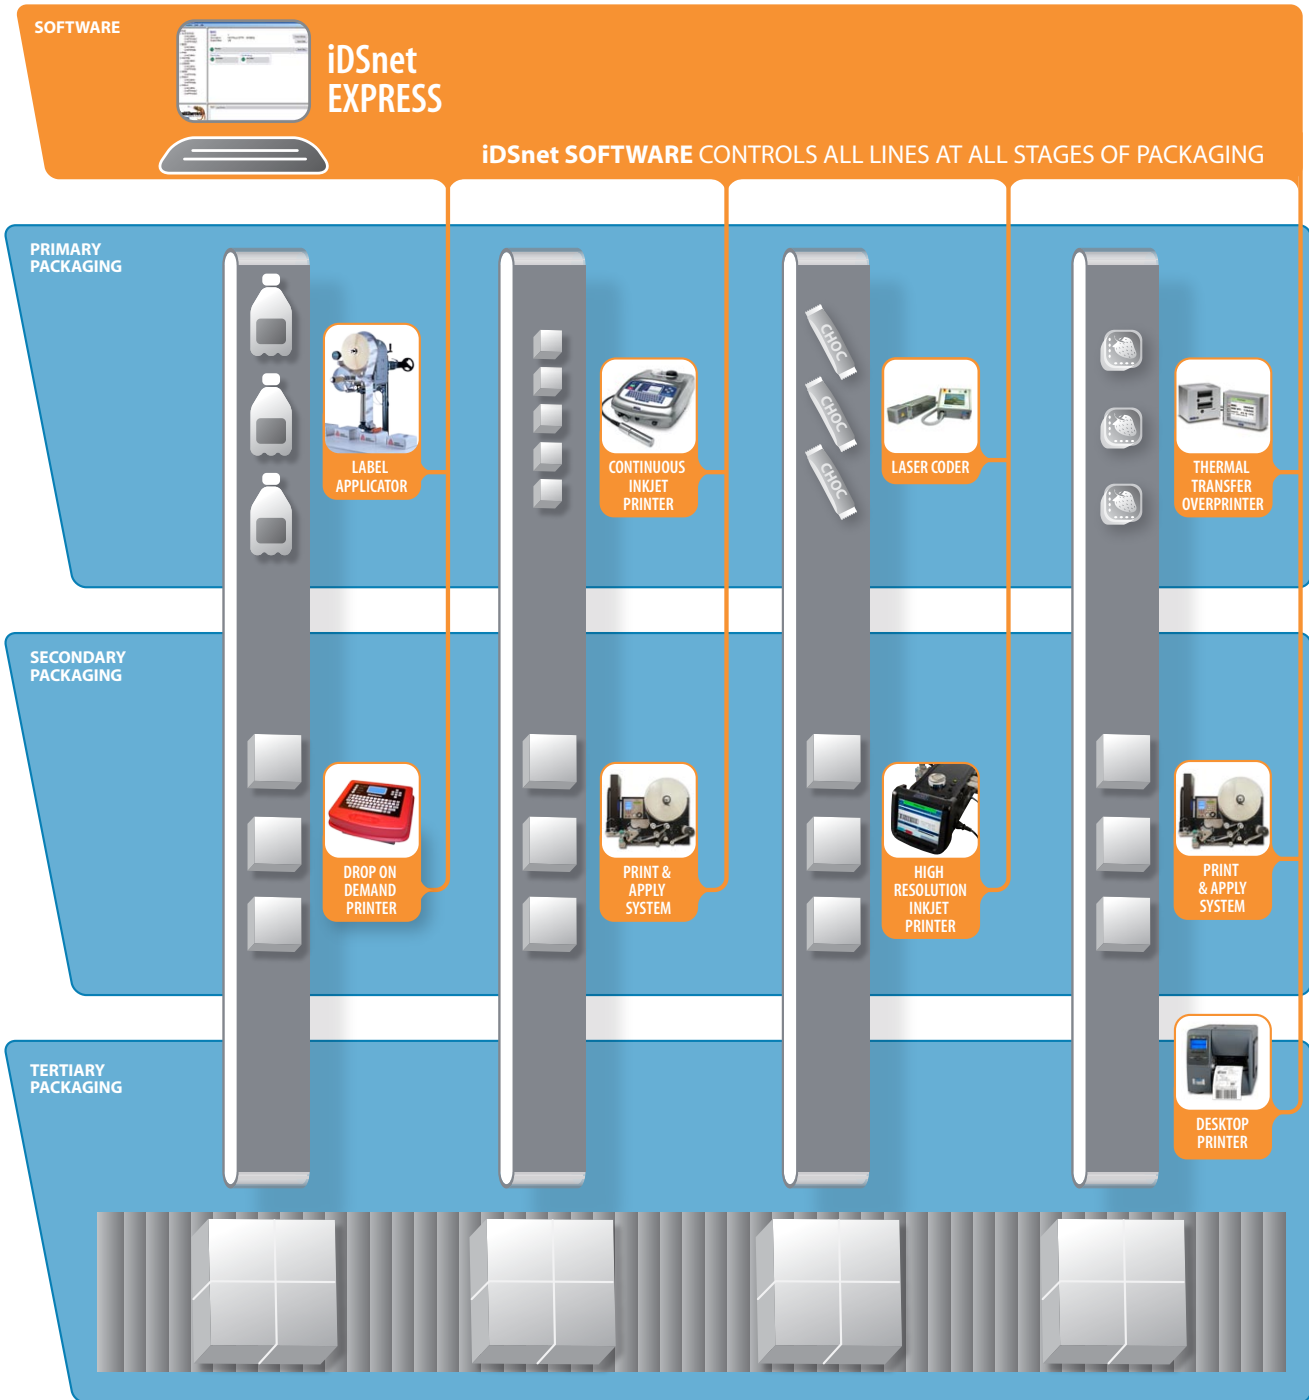 SOFTWARE
iDSnet
EXPRESS
iDSnet SOFTWARE CONTROLS ALL LINES AT ALL STAGES OF PACKAGING
PRIMARY
PACKAGING
CHOC
CHOC
CHOC
LABEL
APPLICATOR
CONTINUOUS
INKJET
PRINTER
LASER CODER
THERMAL
TRANSFER
OVERPRINTER
SECONDARY
PACKAGING
DROP ON
DEMAND
PRINTER
PRINT &
APPLY
SYSTEM
HIGH
RESOLUTION
INKJET
PRINTER
PRINT
& APPLY
SYSTEM
TERTIARY
PACKAGING
DESKTOP
PRINTER